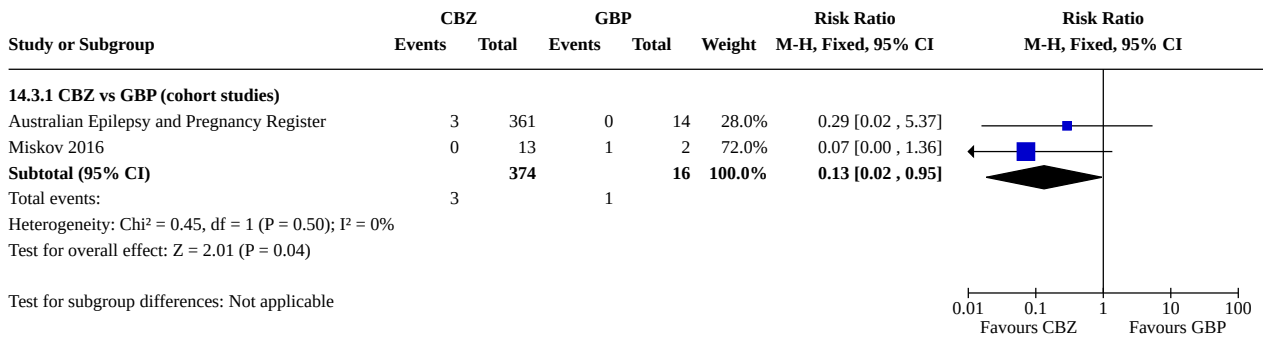 CBZ GBP Risk Ratio Risk Ratio
Study or Subgroup Events Total Events Total Weight M-H, Fixed, 95% CI M-H, Fixed, 95% CI
14.3.1 CBZ vs GBP (cohort studies)
Australian Epilepsy and Pregnancy Register 3 361 0 14 28.0% 0.29 [0.02 , 5.37]
Miskov 2016 0 13 1 2 72.0% 0.07 [0.00 , 1.36]
Subtotal (95% CI) 374 16 100.0% 0.13 [0.02 , 0.95]
Total events: 3 1
Heterogeneity: Chi² = 0.45, df = 1 (P = 0.50); I² = 0%
Test for overall effect: Z = 2.01 (P = 0.04)
Test for subgroup differences: Not applicable
0.01 0.1 1 10 100
Favours CBZ Favours GBP